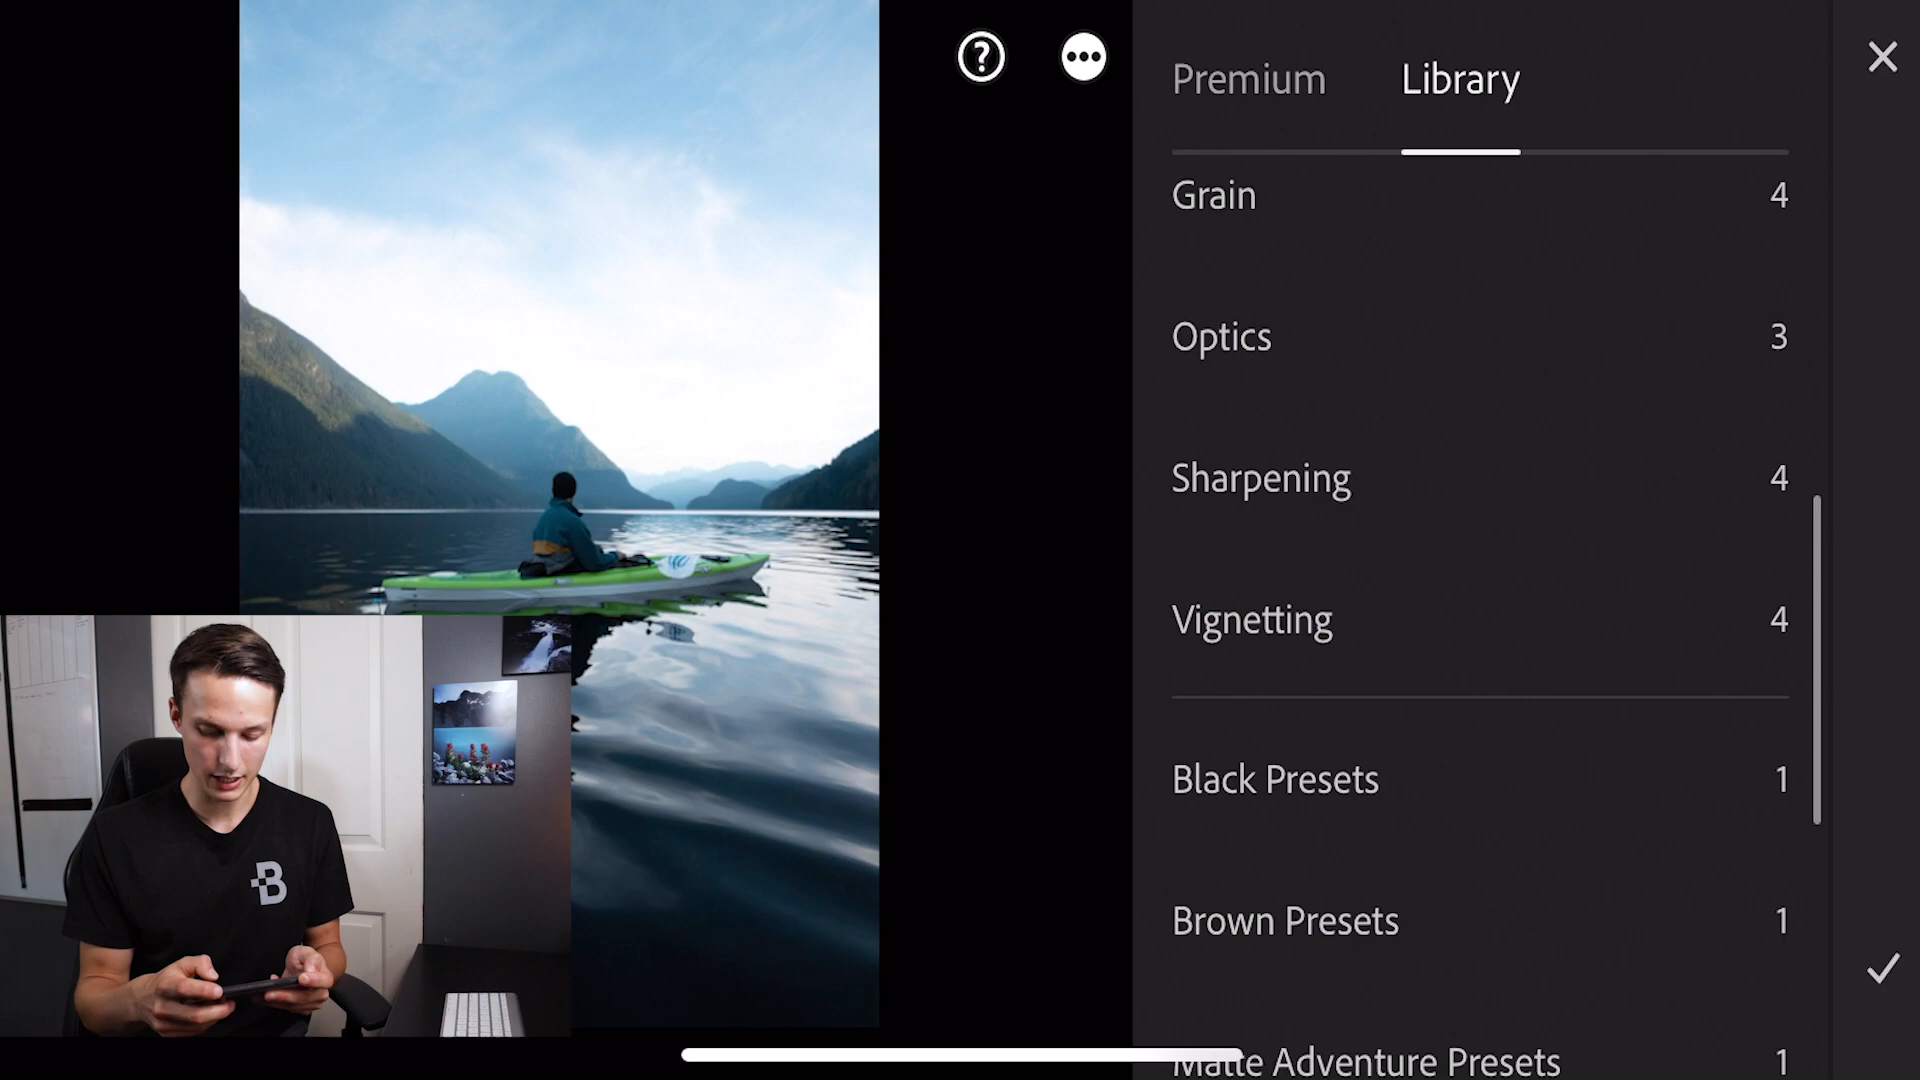 ?
Premium Library
Grain 4
Optics 3
Sharpening 4
Vignetting 4
Black Presets 1
Brown Presets 1
Matte Adventure Presets 1
B